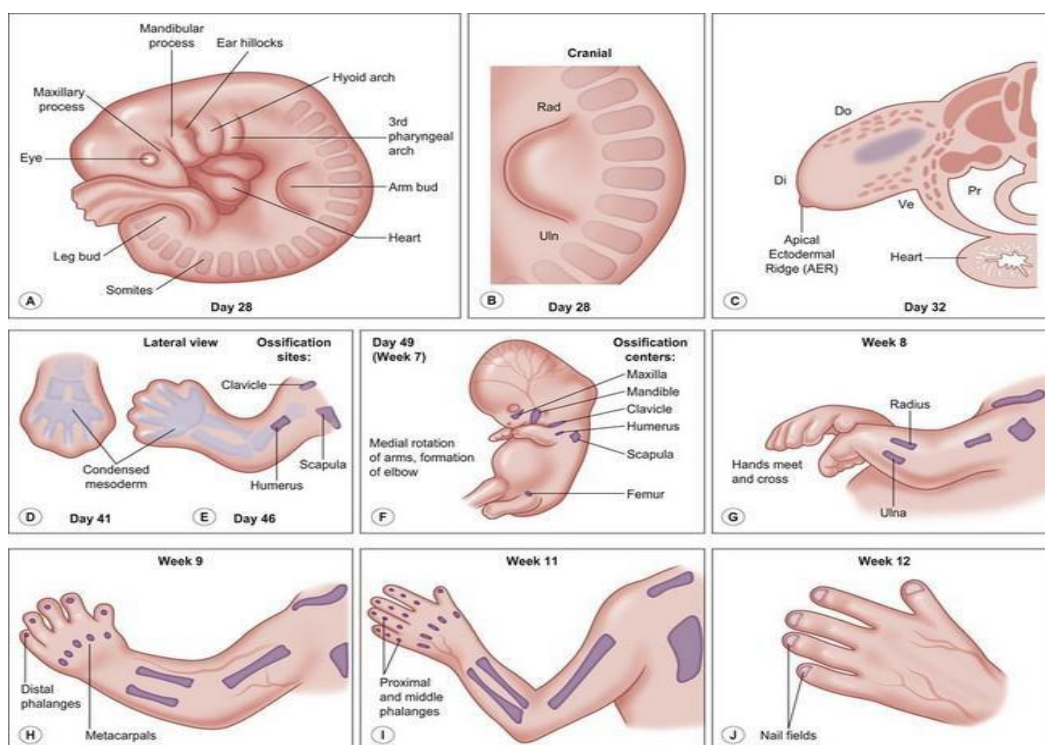 Mandibular
process
Ear hillocks
Hyoid arch
Maxillary
process
3rd
pharyngeal
arch
Eye
Arm bud
Heart
Leg bud
Somites
A
Day 28
Cranial
Rad
Uln
B
Day 28
Do
Di
Pr
Ve
Apical
Ectodermal
Ridge (AER)
Heart
C
Day 32
Lateral view
Ossification
sites:
Clavicle
Condensed
mesoderm
Scapula
Humerus
D
Day 41
E
Day 46
Day 49
(Week 7)
Ossification
centers:
Maxilla
Mandible
Clavicle
Humerus
Scapula
Medial rotation
of arms, formation
of elbow
Femur
F
Week 8
Radius
Hands meet
and cross
Ulna
G
Week 9
Distal
phalanges
Metacarpals
H
Week 11
Proximal
and middle
phalanges
I
Week 12
Nail fields
J